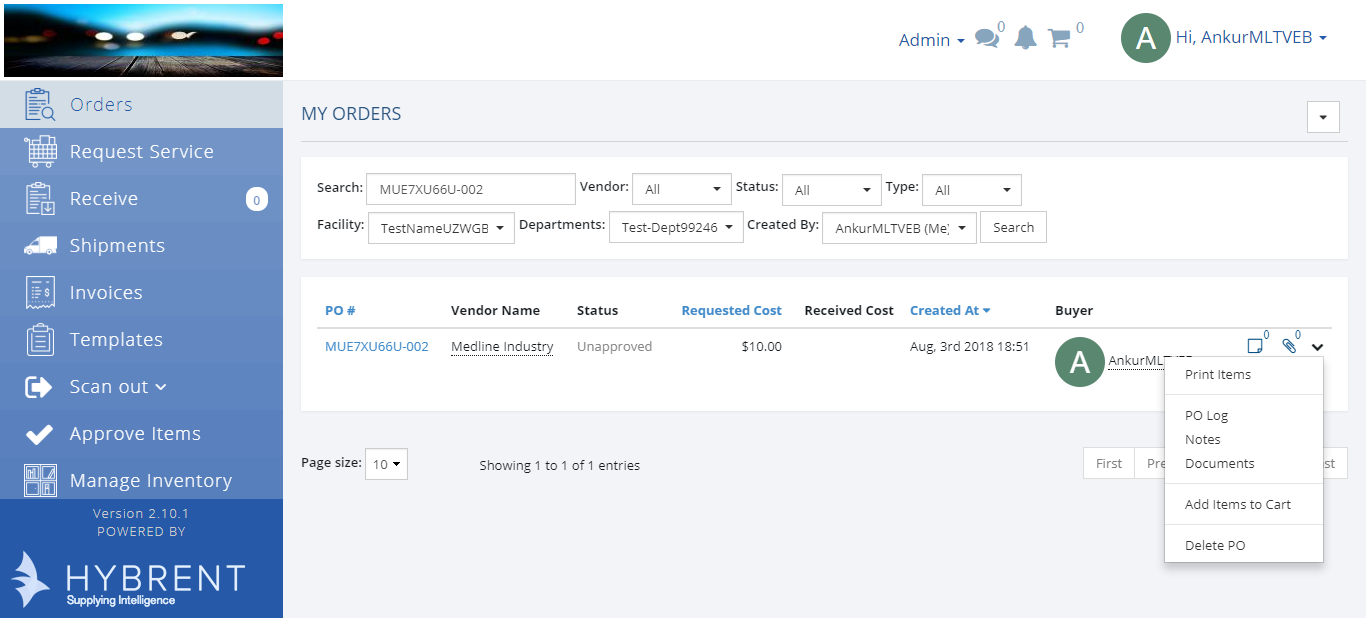 Admin
0
0
A
Hi, AnkurMLTVEB
Orders
Request Service
Receive
0
Shipments
Invoices
Templates
Scan out
Approve Items
Manage Inventory
Version 2.10.1
POWERED BY
HYBRENT
Supplying Intelligence
MY ORDERS
Search: MUE7XU66U-002 Vendor: All Status: All Type: All
Facility: TestNameUZWGB Departments: Test-Dept99246 Created By: AnkurMLTVEB (Me) Search
PO # Vendor Name Status Requested Cost Received Cost Created At Buyer
MUE7XU66U-002 Medline Industry Unapproved $10.00 Aug, 3rd 2018 18:51 A AnkurMLTVEB 0 0
Print Items
PO Log
Notes
Documents
Add Items to Cart
Delete PO
Page size: 10 Showing 1 to 1 of 1 entries First Pre st